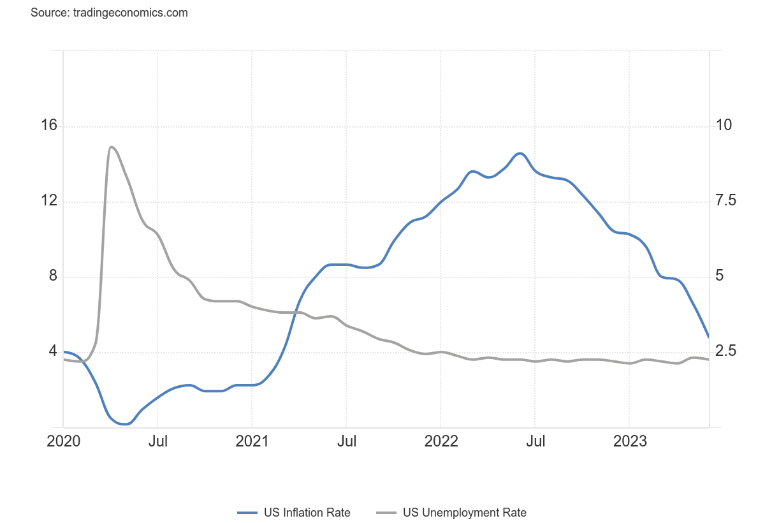 Source: tradingeconomics.com
16 10
12 7.5
8 5
4 2.5
2020 Jul 2021 Jul 2022 Jul 2023
US Inflation Rate US Unemployment Rate